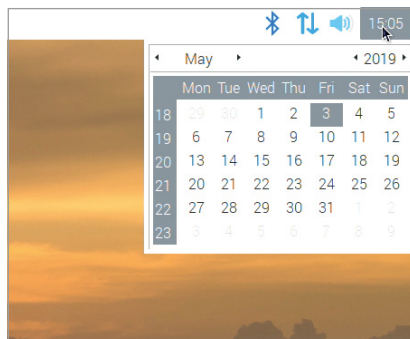 15:05
May 2019
Mon Tue Wed Thu Fri Sat Sun
18 29 30 1 2 3 4 5
19 6 7 8 9 10 11 12
20 13 14 15 16 17 18 19
21 20 21 22 23 24 25 26
22 27 28 29 30 31 1 2
23 3 4 5 6 7 8 9